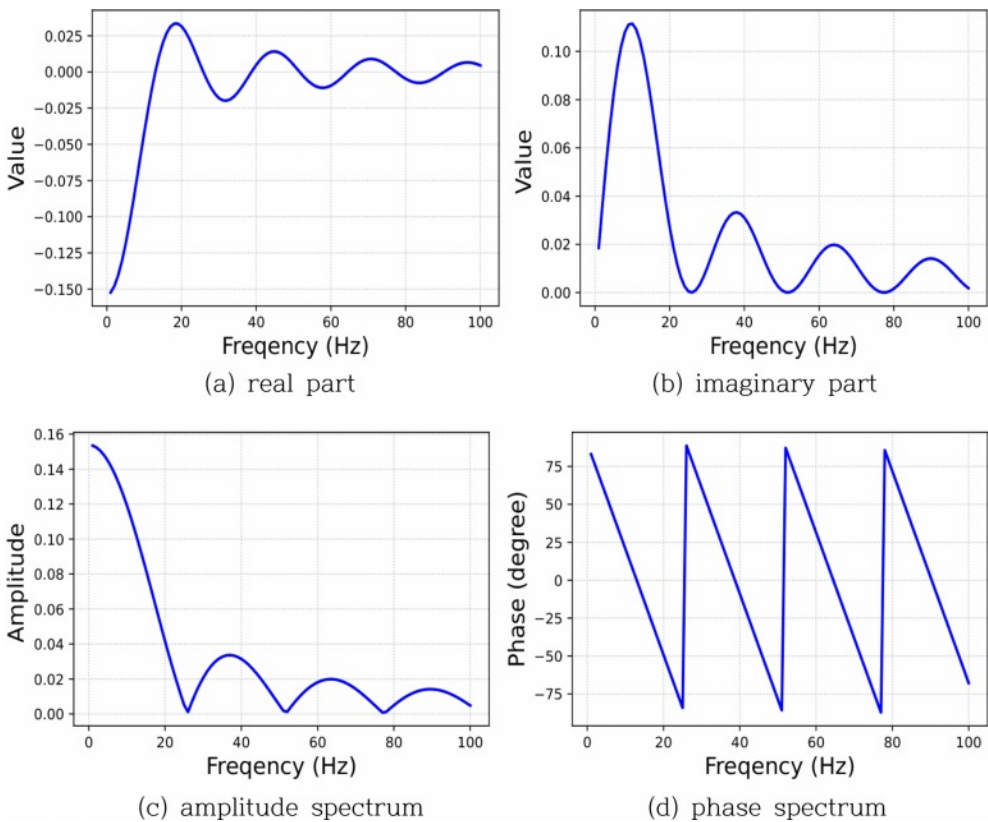 0.025
0.000
−0.025
−0.050
−0.075
−0.100
−0.125
−0.150
Value
0 20 40 60 80 100
Freqency (Hz)
(a) real part
0.10
0.08
0.06
0.04
0.02
0.00
Value
0 20 40 60 80 100
Freqency (Hz)
(b) imaginary part
0.16
0.14
0.12
0.10
0.08
0.06
0.04
0.02
0.00
Amplitude
0 20 40 60 80 100
Freqency (Hz)
(c) amplitude spectrum
75
50
25
0
−25
−50
−75
Phase (degree)
0 20 40 60 80 100
Freqency (Hz)
(d) phase spectrum